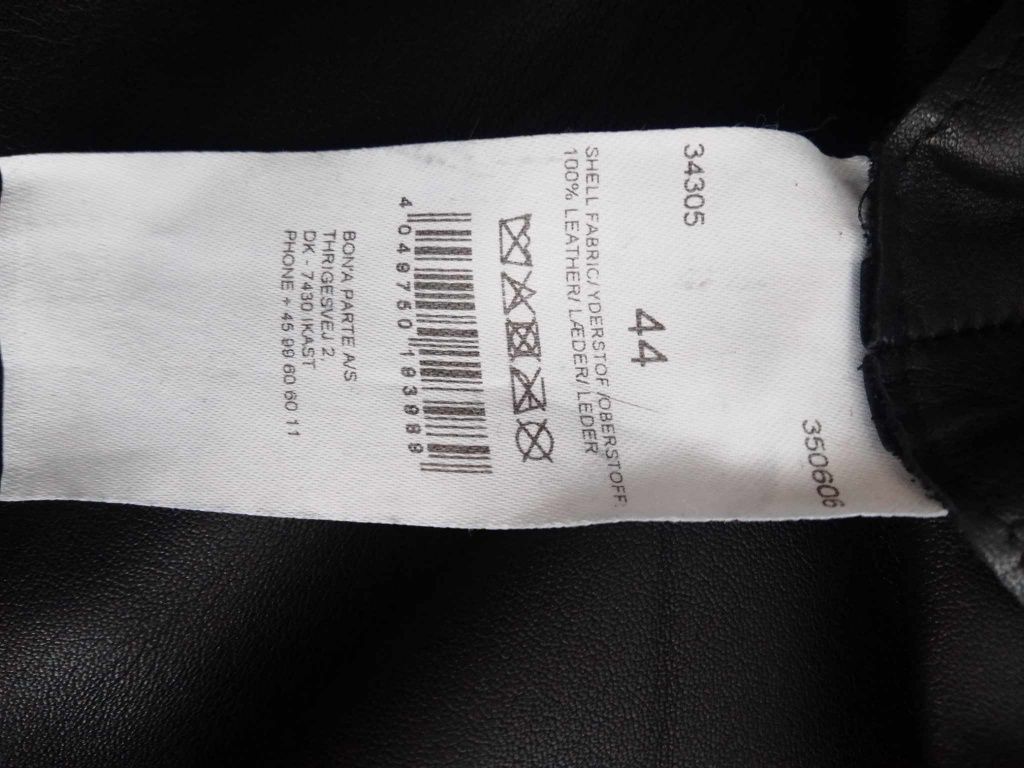 34305
350606
44
SHELL FABRIC/YDERSTOF/OBERSTOFF:
100% LEATHER/ LÆDER/ LEDER
4 049750 193989
BON'A PARTE A/S
THRIGESVEJ 2.
DK - 7430 IKAST
PHONE + 45 99 60 60 11